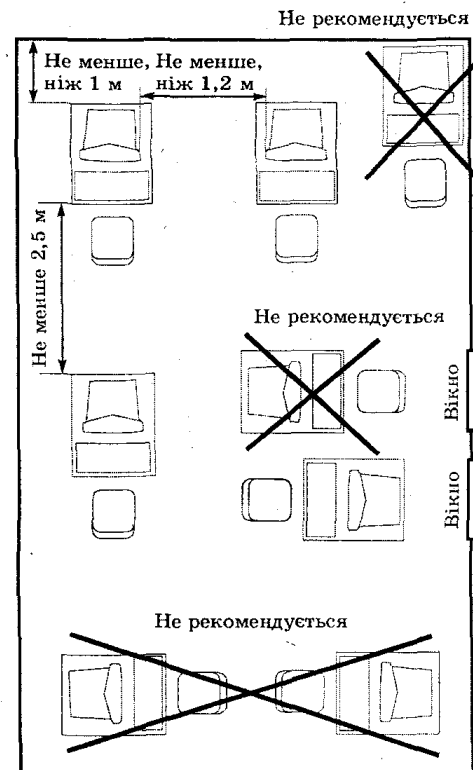 Не рекомендується
Не менше, Не менше,
ніж 1 м ніж 1,2 м
Не менше 2,5 м
Не рекомендується
Вікно
Вікно
Не рекомендується